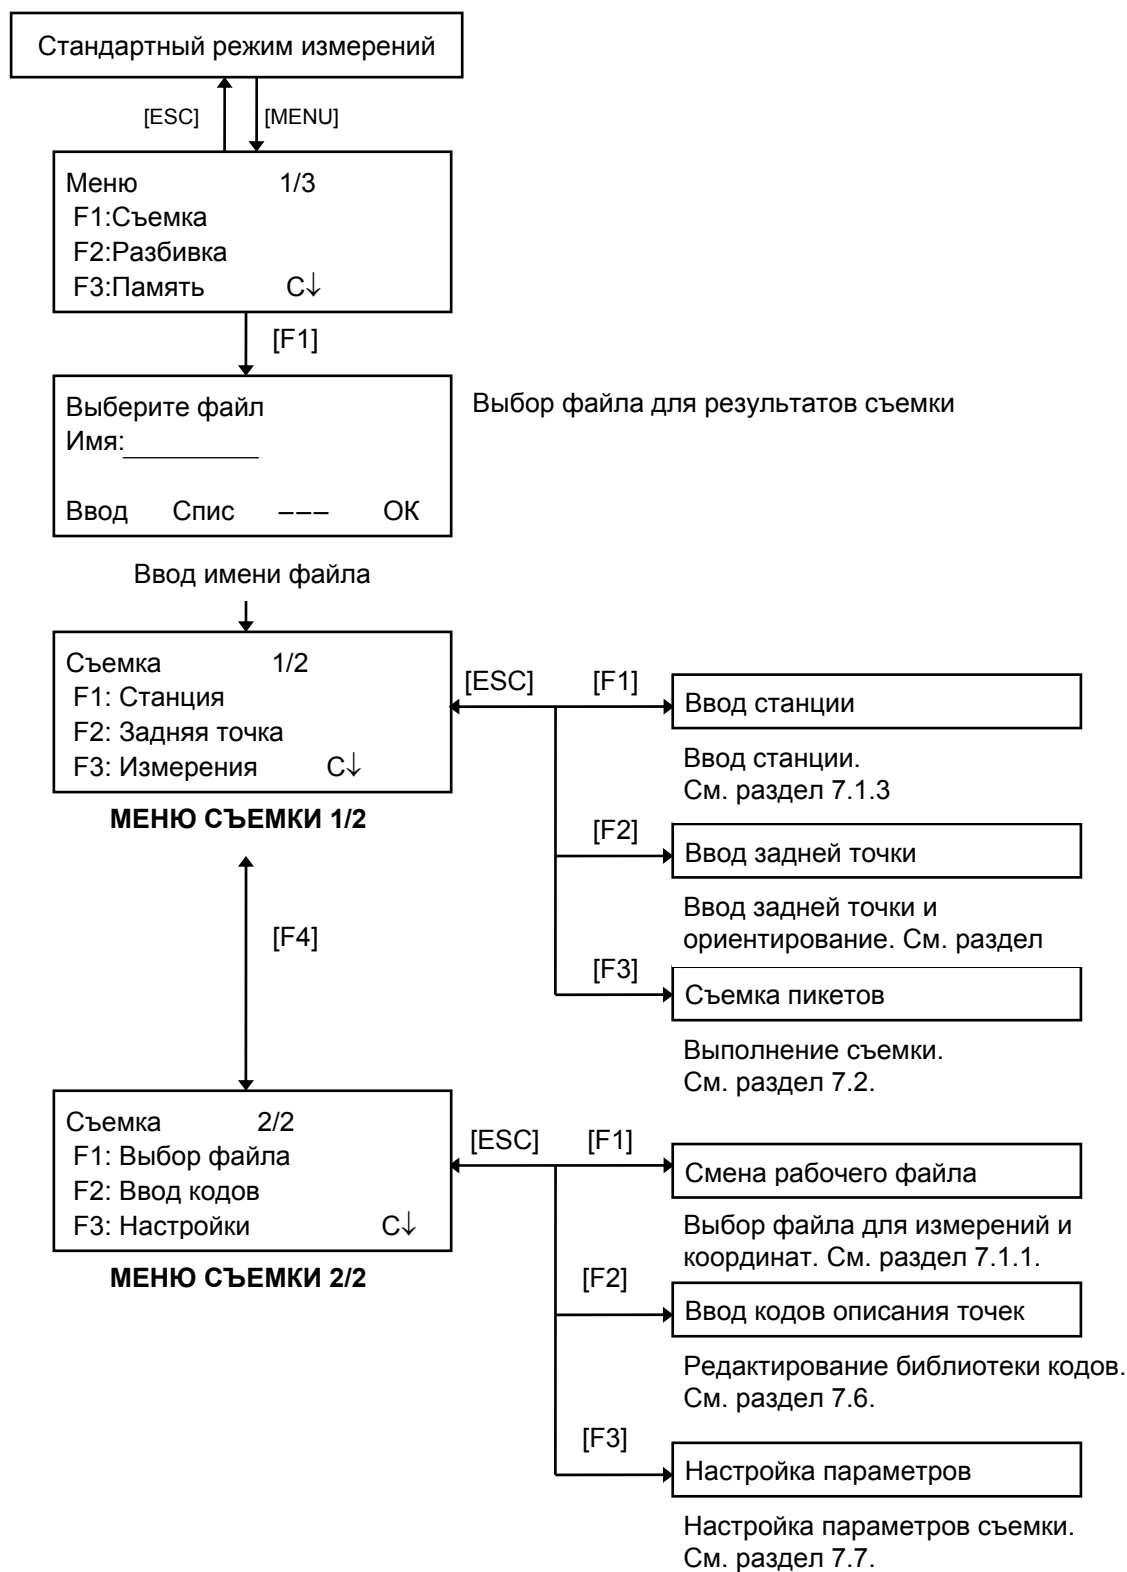 Стандартный режим измерений
[ESC] [MENU]
Меню 1/3
F1:Съемка
F2:Разбивка
F3:Память С↓
[F1]
Выберите файл
Имя:
Ввод Спис ––– ОК
Выбор файла для результатов съемки
Ввод имени файла
Съемка 1/2
F1: Станция
F2: Задняя точка
F3: Измерения С↓
МЕНЮ СЪЕМКИ 1/2
[ESC] [F1]
Ввод станции
Ввод станции.
См. раздел 7.1.3
[F2]
Ввод задней точки
Ввод задней точки и
ориентирование. См. раздел
[F3]
Съемка пикетов
Выполнение съемки.
См. раздел 7.2.
[F4]
Съемка 2/2
F1: Выбор файла
F2: Ввод кодов
F3: Настройки С↓
МЕНЮ СЪЕМКИ 2/2
[ESC] [F1]
Смена рабочего файла
Выбор файла для измерений и
координат. См. раздел 7.1.1.
[F2]
Ввод кодов описания точек
Редактирование библиотеки кодов.
См. раздел 7.6.
[F3]
Настройка параметров
Настройка параметров съемки.
См. раздел 7.7.